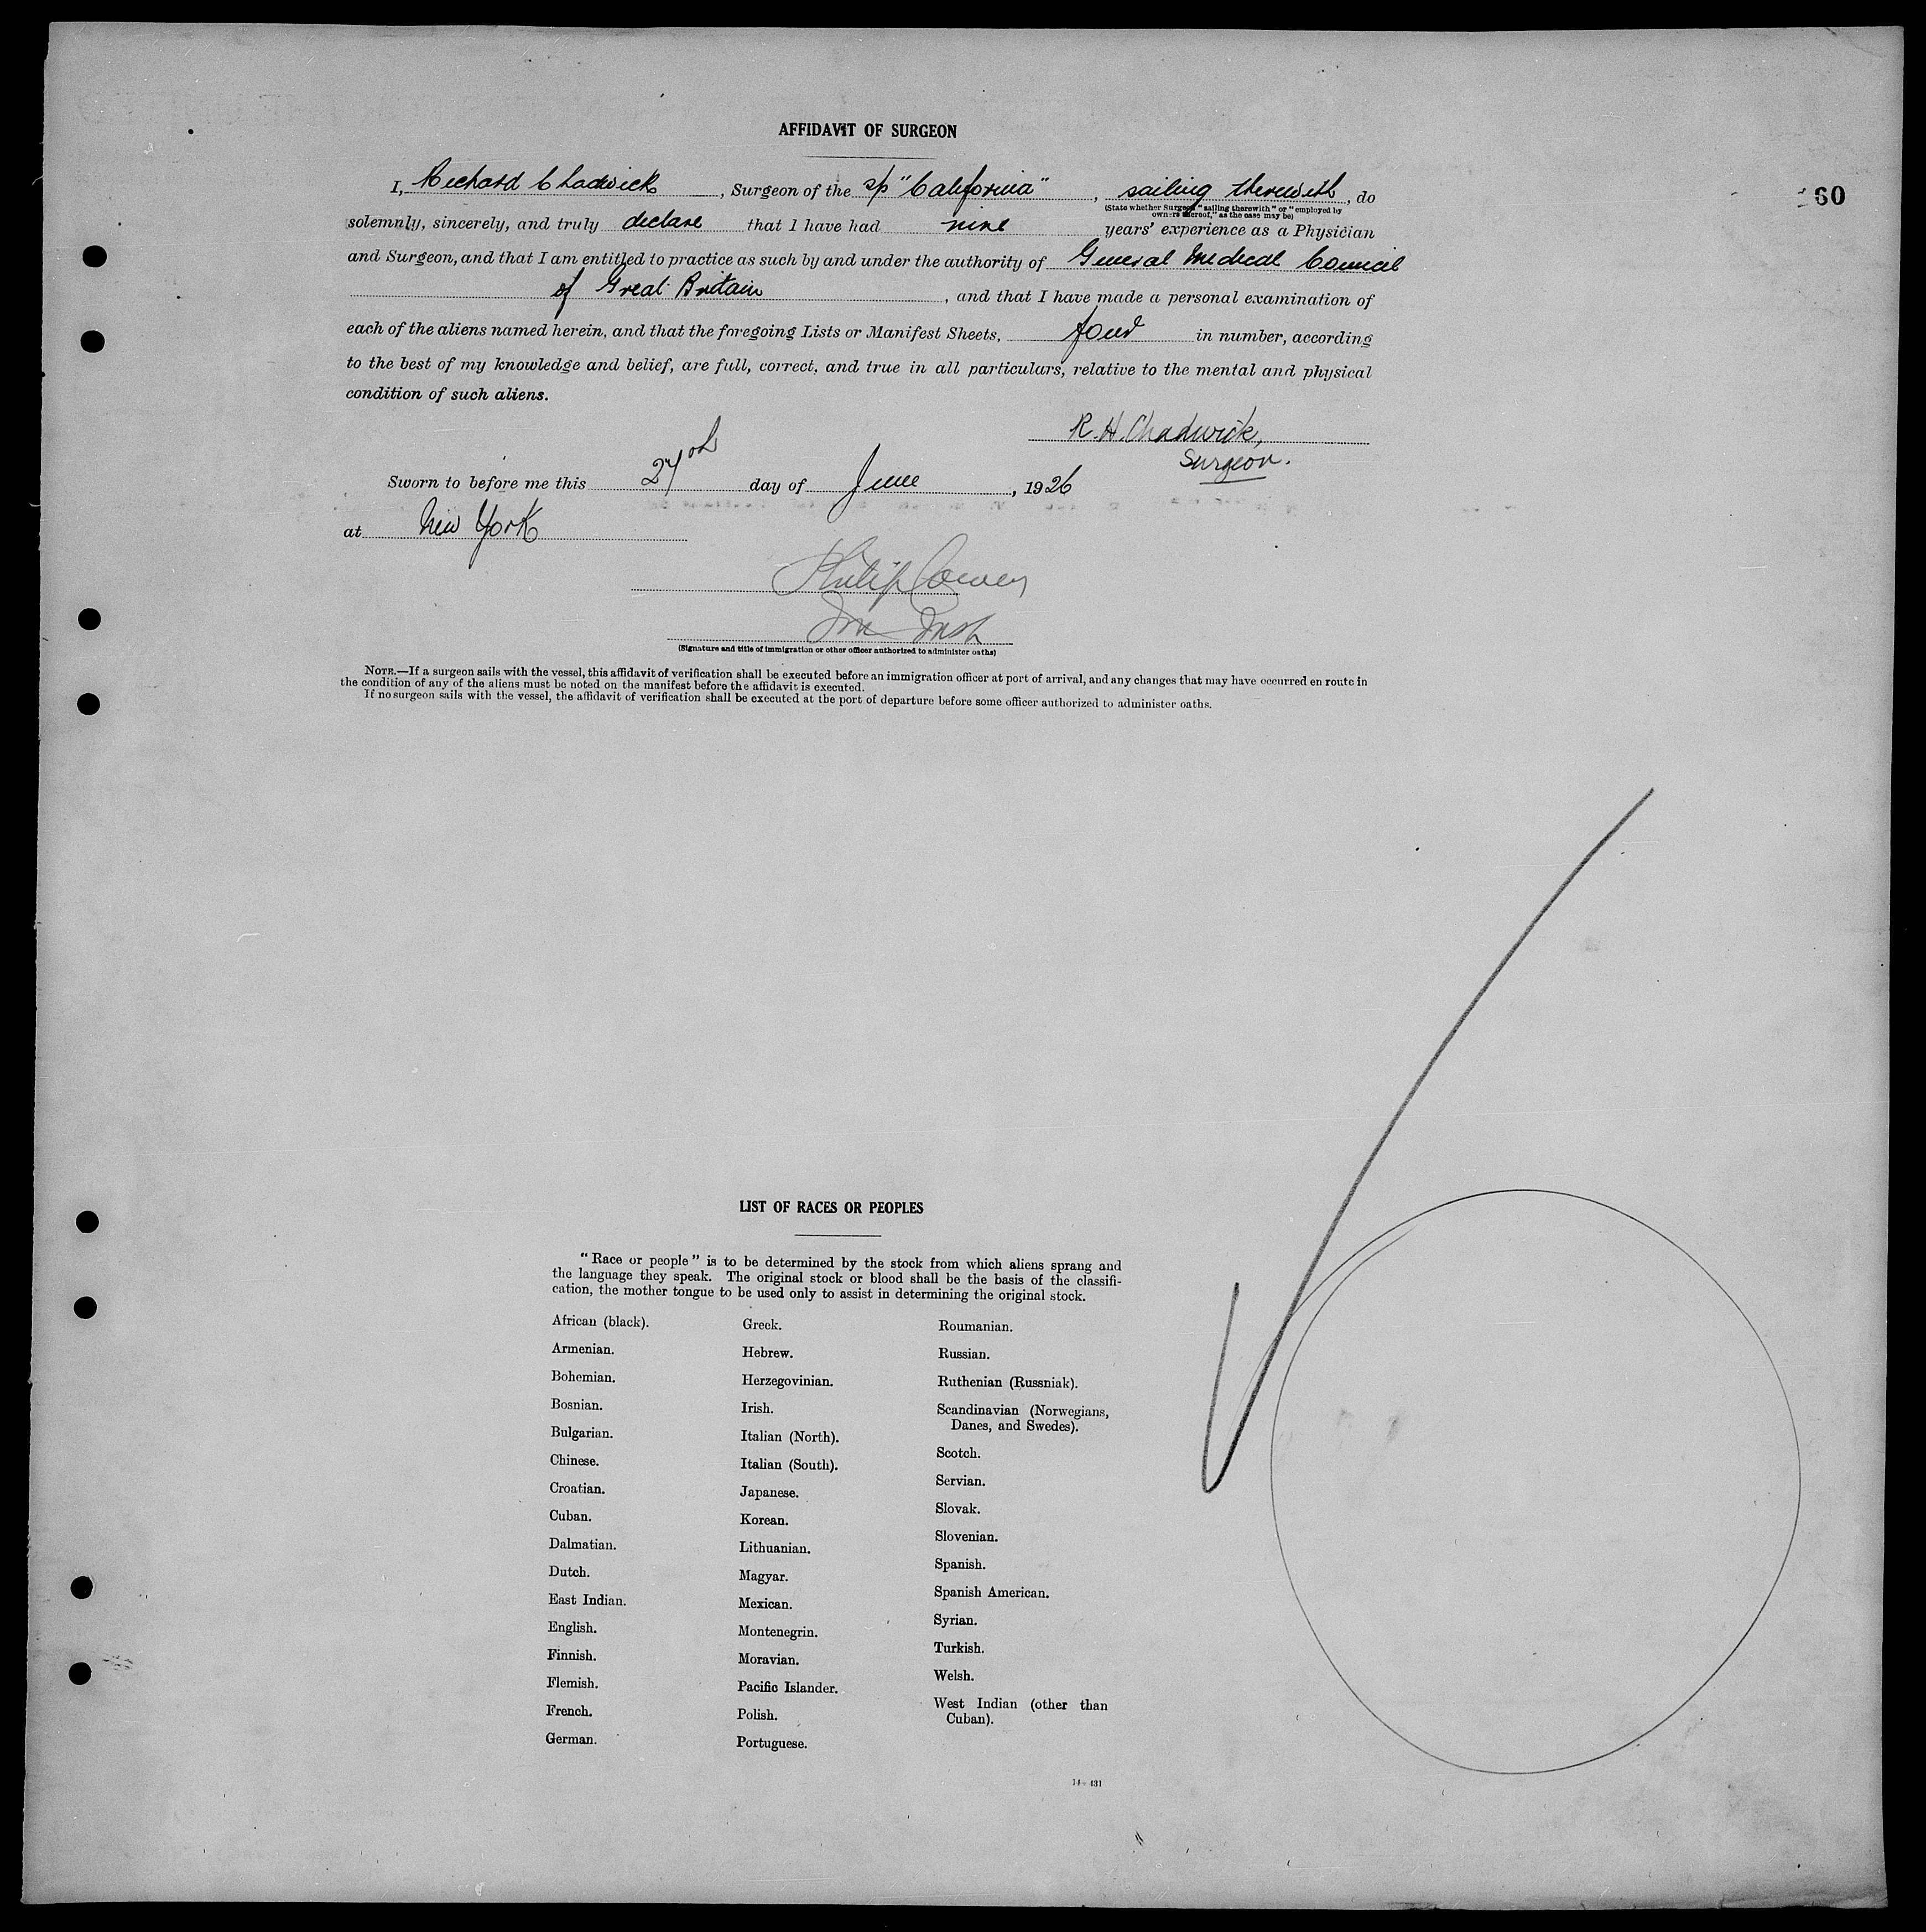 AFFIDAVIT OF SURGEON
60
I, Richard Chadwick, Surgeon of the s/s "California", sailing therewith, do
(State whether Surgeon "sailing therewith" or "employed by
owners thereof," as the case may be)
solemnly, sincerely, and truly declare that I have had nine years' experience as a Physician
and Surgeon, and that I am entitled to practice as such by and under the authority of General Medical Council
of Great Britain, and that I have made a personal examination of
each of the aliens named herein, and that the foregoing Lists or Manifest Sheets, four in number, according
to the best of my knowledge and belief, are full, correct, and true in all particulars, relative to the mental and physical
condition of such aliens.
R. H. Chadwick,
Surgeon.
Sworn to before me this 27th day of June, 1926
at New York
Philip Cowen
(Signature and title of immigration or other officer authorized to administer oaths)
NOTE.—If a surgeon sails with the vessel, this affidavit of verification shall be executed before an immigration officer at port of arrival, and any changes that may have occurred en route in
the condition of any of the aliens must be noted on the manifest before the affidavit is executed.
If no surgeon sails with the vessel, the affidavit of verification shall be executed at the port of departure before some officer authorized to administer oaths.
LIST OF RACES OR PEOPLES
"Race or people" is to be determined by the stock from which aliens sprang and
the language they speak. The original stock or blood shall be the basis of the classifi-
cation, the mother tongue to be used only to assist in determining the original stock.
African (black).
Armenian.
Bohemian.
Bosnian.
Bulgarian.
Chinese.
Croatian.
Cuban.
Dalmatian.
Dutch.
East Indian.
English.
Finnish.
Flemish.
French.
German.
Greek.
Hebrew.
Herzegovinian.
Irish.
Italian (North).
Italian (South).
Japanese.
Korean.
Lithuanian.
Magyar.
Mexican.
Montenegrin.
Moravian.
Pacific Islander.
Polish.
Portuguese.
Roumanian.
Russian.
Ruthenian (Russniak).
Scandinavian (Norwegians,
Danes, and Swedes).
Scotch.
Servian.
Slovak.
Slovenian.
Spanish.
Spanish American.
Syrian.
Turkish.
Welsh.
West Indian (other than
Cuban).
14—431